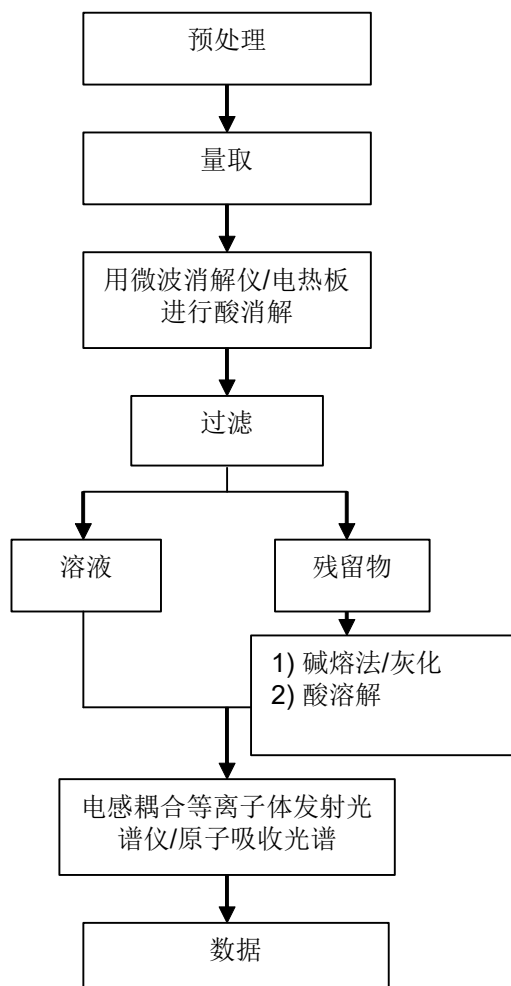 预处理
量取
用微波消解仪/电热板
进行酸消解
过滤
溶液
残留物
1) 碱熔法/灰化
2) 酸溶解
电感耦合等离子体发射光
谱仪/原子吸收光谱
数据